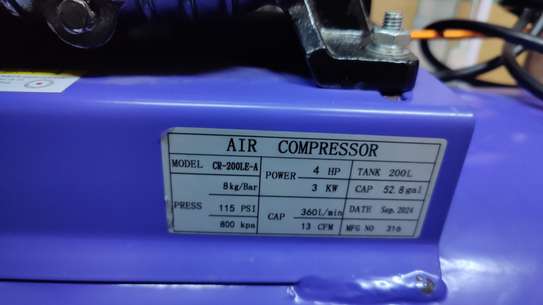 AIR COMPRESSOR
MODEL CR-200LE-A POWER 4 HP TANK 200L
8kg/Bar 3 KW CAP 52.8gal
PRESS 115 PSI CAP 360l/min DATE Sep.2024
800 kpa 13 CFM MFG NO 316